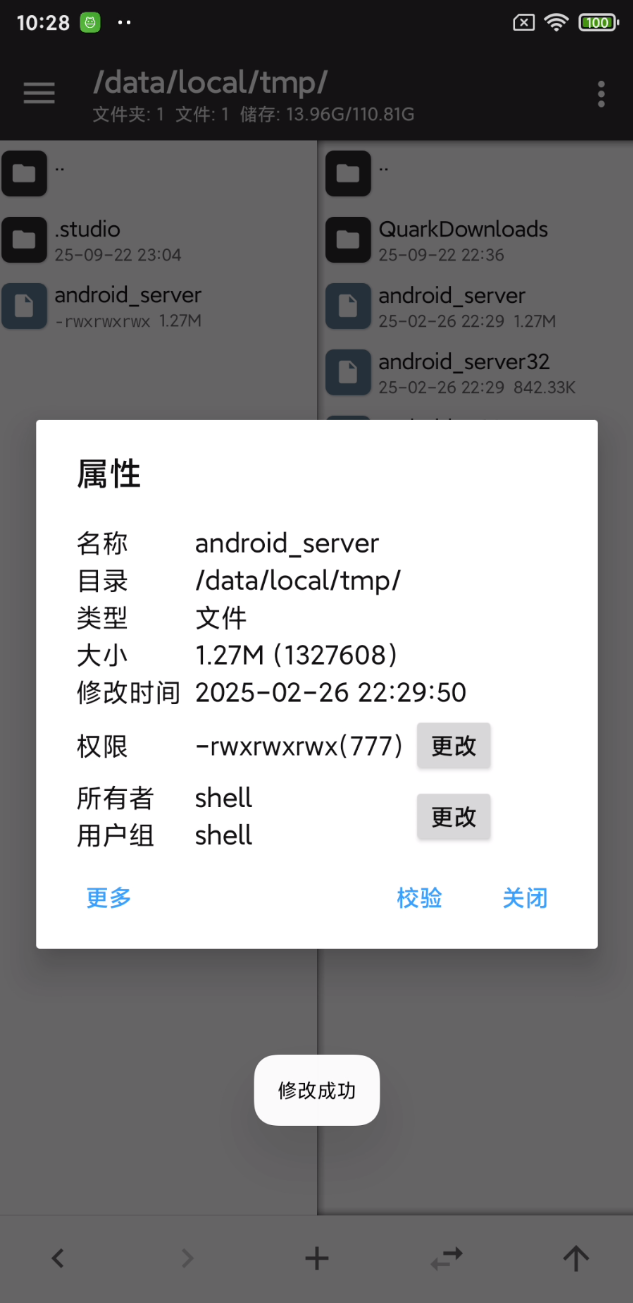 10:28
100
/data/local/tmp/
文件夹: 1 文件: 1 储存: 13.96G/110.81G
..
.studio
25-09-22 23:04
android_server
-rwxrwxrwx 1.27M
..
QuarkDownloads
25-09-22 22:36
android_server
25-02-26 22:29 1.27M
android_server32
25-02-26 22:29 842.33K
属性
名称 android_server
目录 /data/local/tmp/
类型 文件
大小 1.27M (1327608)
修改时间 2025-02-26 22:29:50
权限 -rwxrwxrwx(777) 更改
所有者 shell
更改
用户组 shell
更多 校验 关闭
修改成功